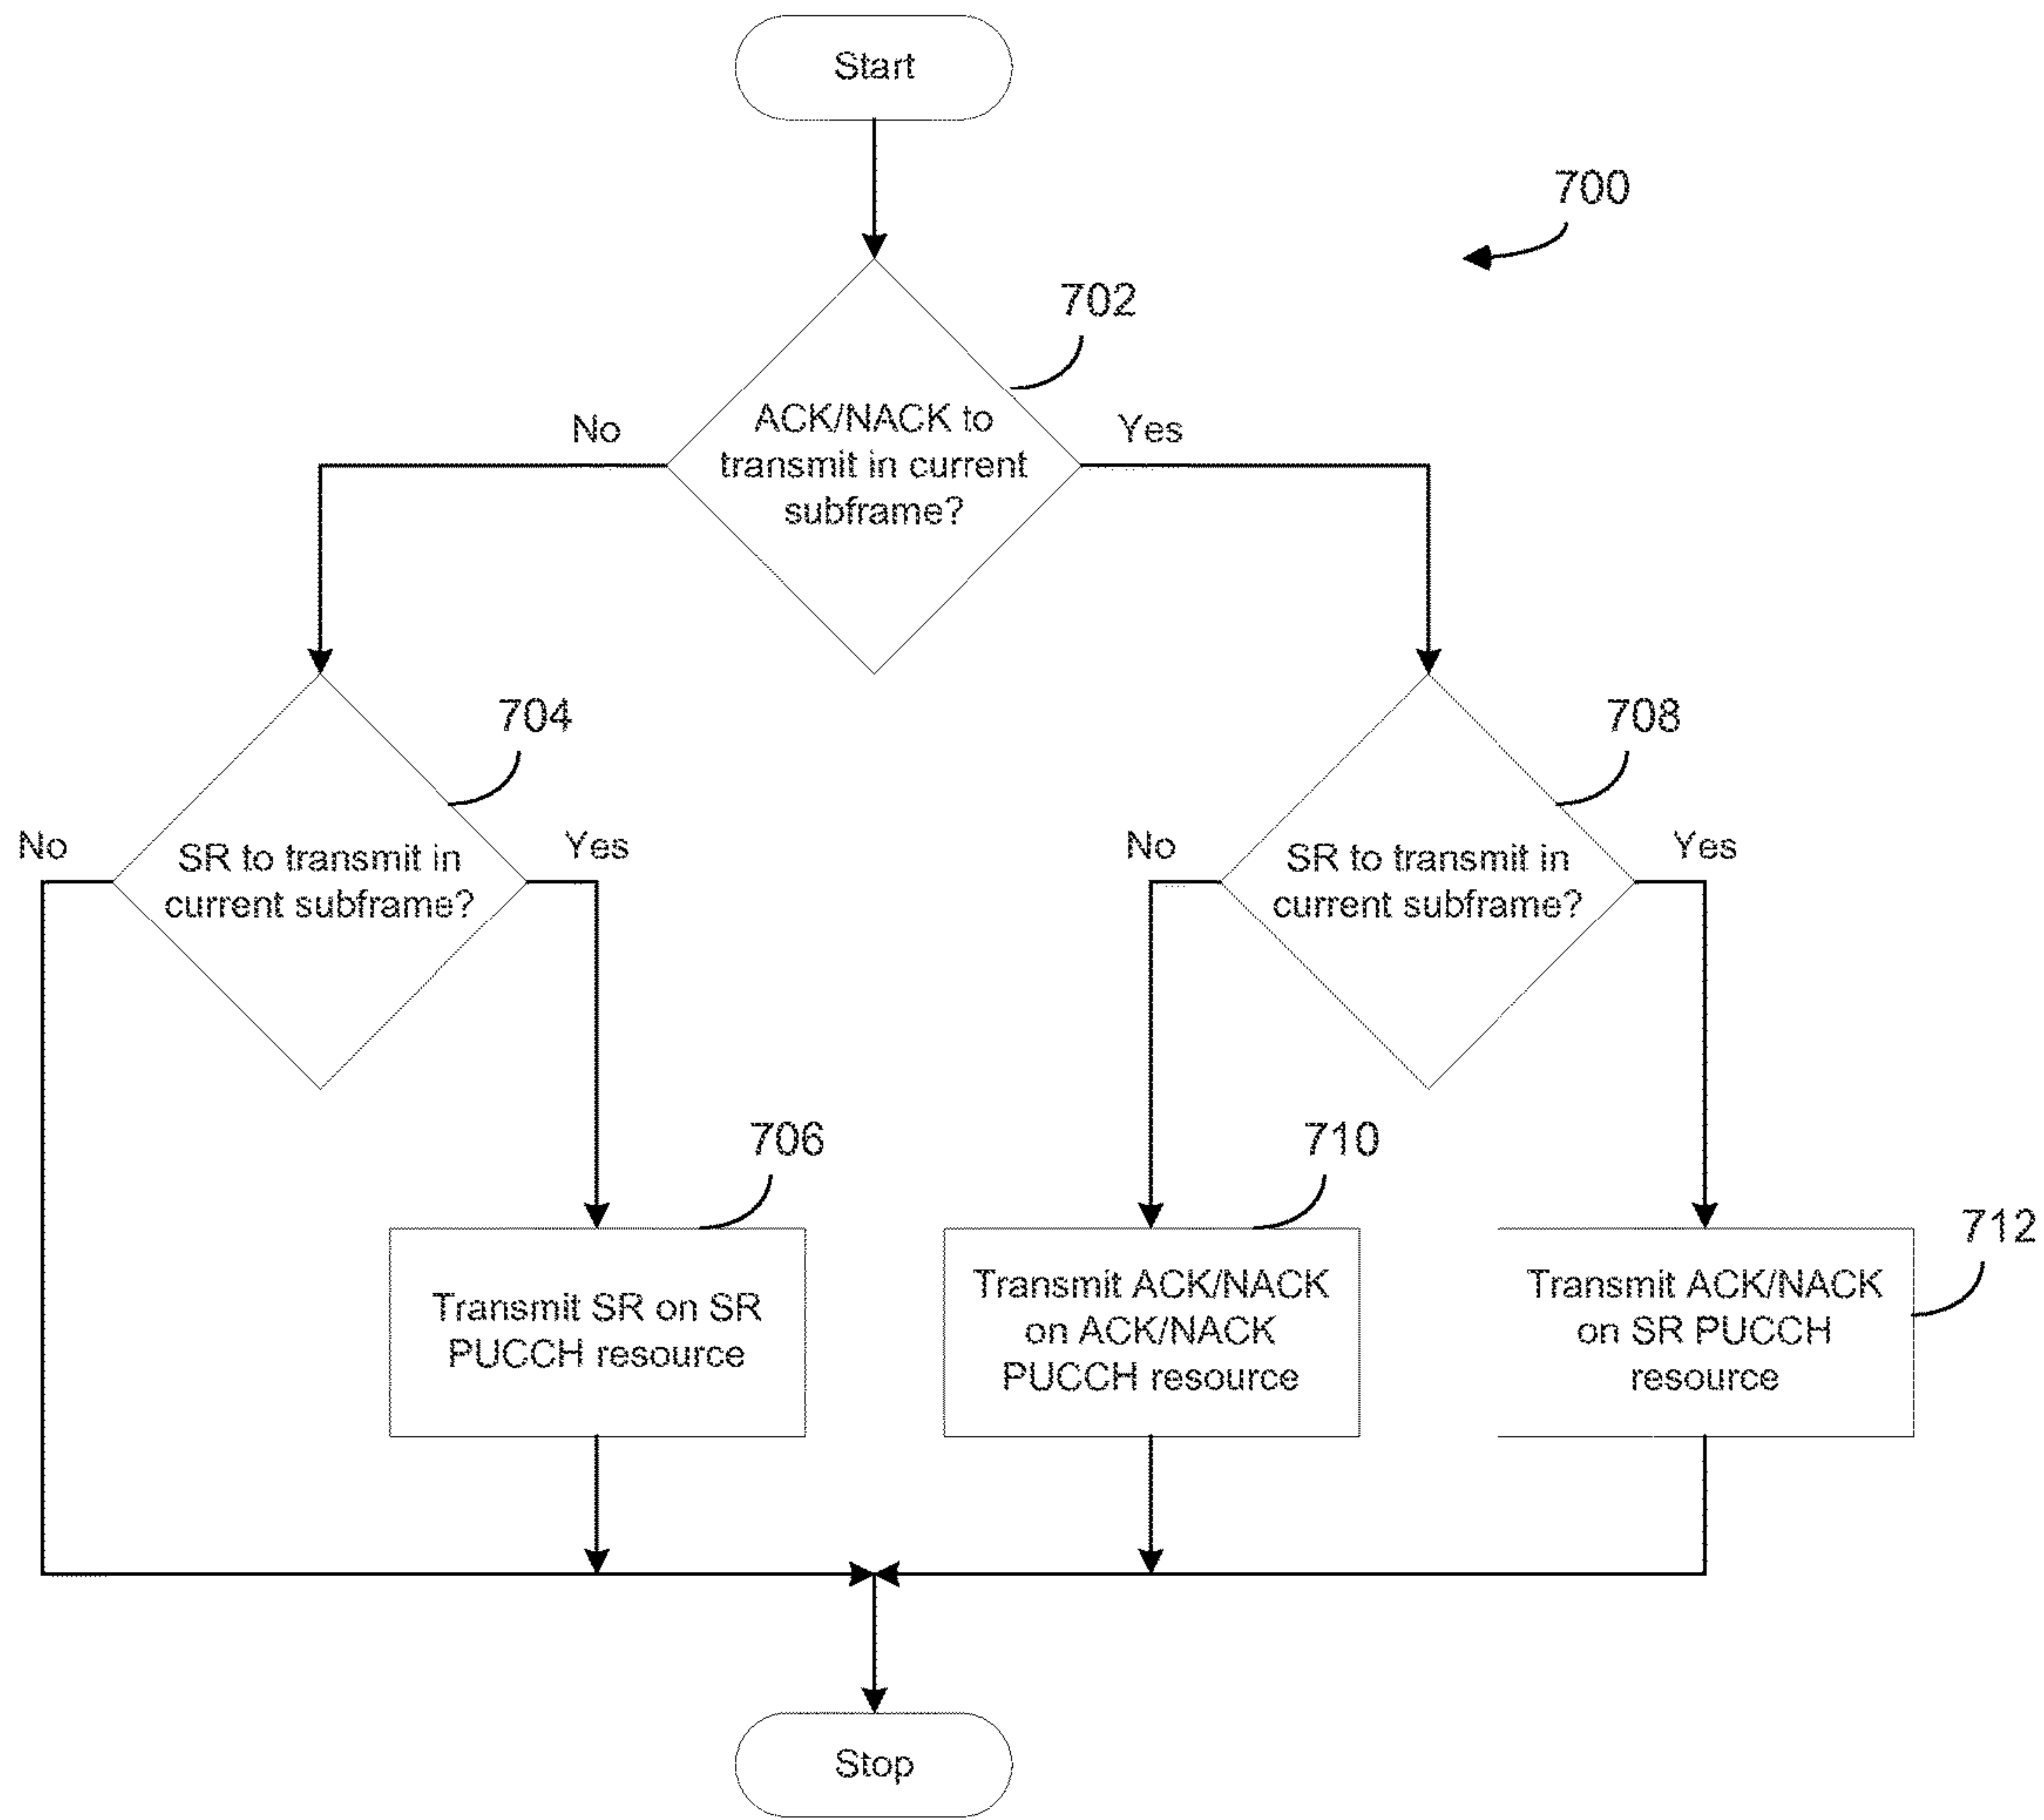 Start
700
702
No
Yes
ACK/NACK to
transmit in current
subframe?
704
708
No
Yes
No
Yes
SR to transmit in
current subframe?
SR to transmit in
current subframe?
706
710
712
Transmit SR on SR
PUCCH resource
Transmit ACK/NACK
on ACK/NACK
PUCCH resource
Transmit ACK/NACK
on SR PUCCH
resource
Stop